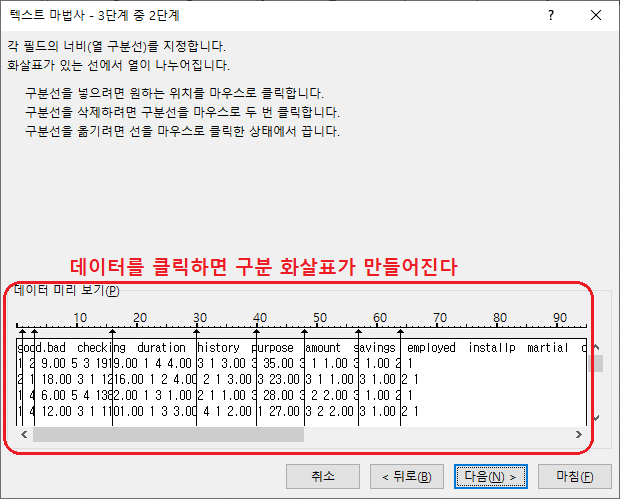 텍스트 마법사 - 3단계 중 2단계
? ×
각 필드의 너비(열 구분선)를 지정합니다.
화살표가 있는 선에서 열이 나누어집니다.
구분선을 넣으려면 원하는 위치를 마우스로 클릭합니다.
구분선을 삭제하려면 구분선을 마우스로 두 번 클릭합니다.
구분선을 옮기려면 선을 마우스로 클릭한 상태에서 끕니다.
데이터를 클릭하면 구분 화살표가 만들어진다
데이터 미리 보기(P)
10 20 30 40 50 60 70 80 90
good.bad checking duration history purpose amount savings employed installp martial c
1 2 9.00 5 3 1919.00 1 4 4.00 3 1 3.00 3 35.00 3 1 1.00 3 1.00 2 1
2 1 18.00 3 1 1216.00 1 2 4.00 2 1 3.00 3 23.00 3 1 1.00 3 1.00 2 1
1 4 6.00 5 4 1382.00 1 3 1.00 2 1 1.00 3 28.00 3 2 2.00 3 1.00 2 1
1 4 12.00 3 1 1101.00 1 3 3.00 4 1 2.00 1 27.00 3 2 2.00 3 1.00 2 1
취소 < 뒤로(B) 다음(N) > 마침(F)